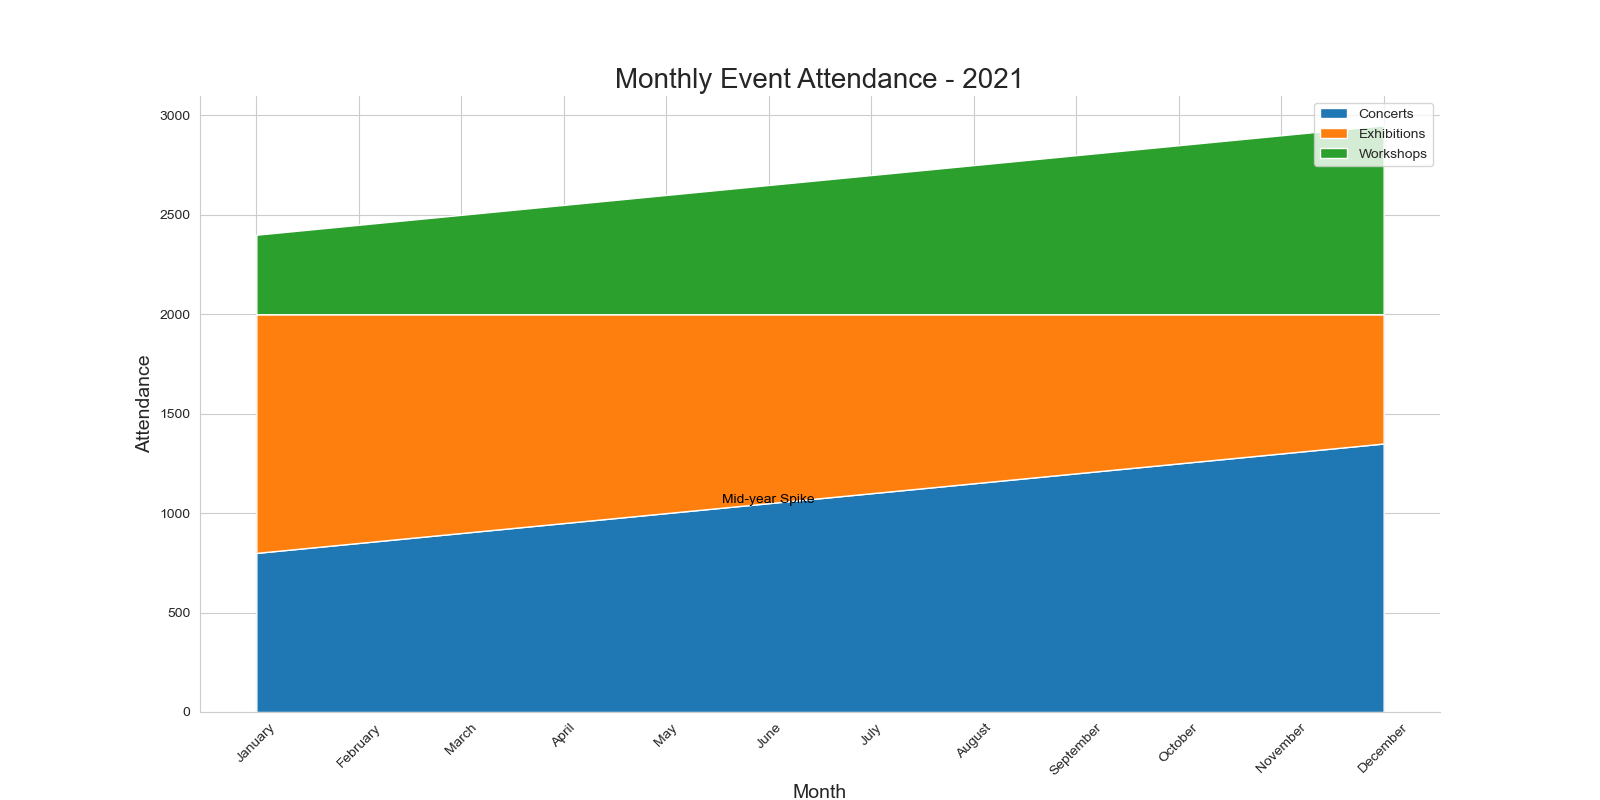 Monthly Event Attendance - 2021
Concerts
Exhibitions
Workshops
Attendance
3000
2500
2000
1500
1000
500
0
Mid-year Spike
January
February
March
April
May
June
July
August
September
October
November
December
Month